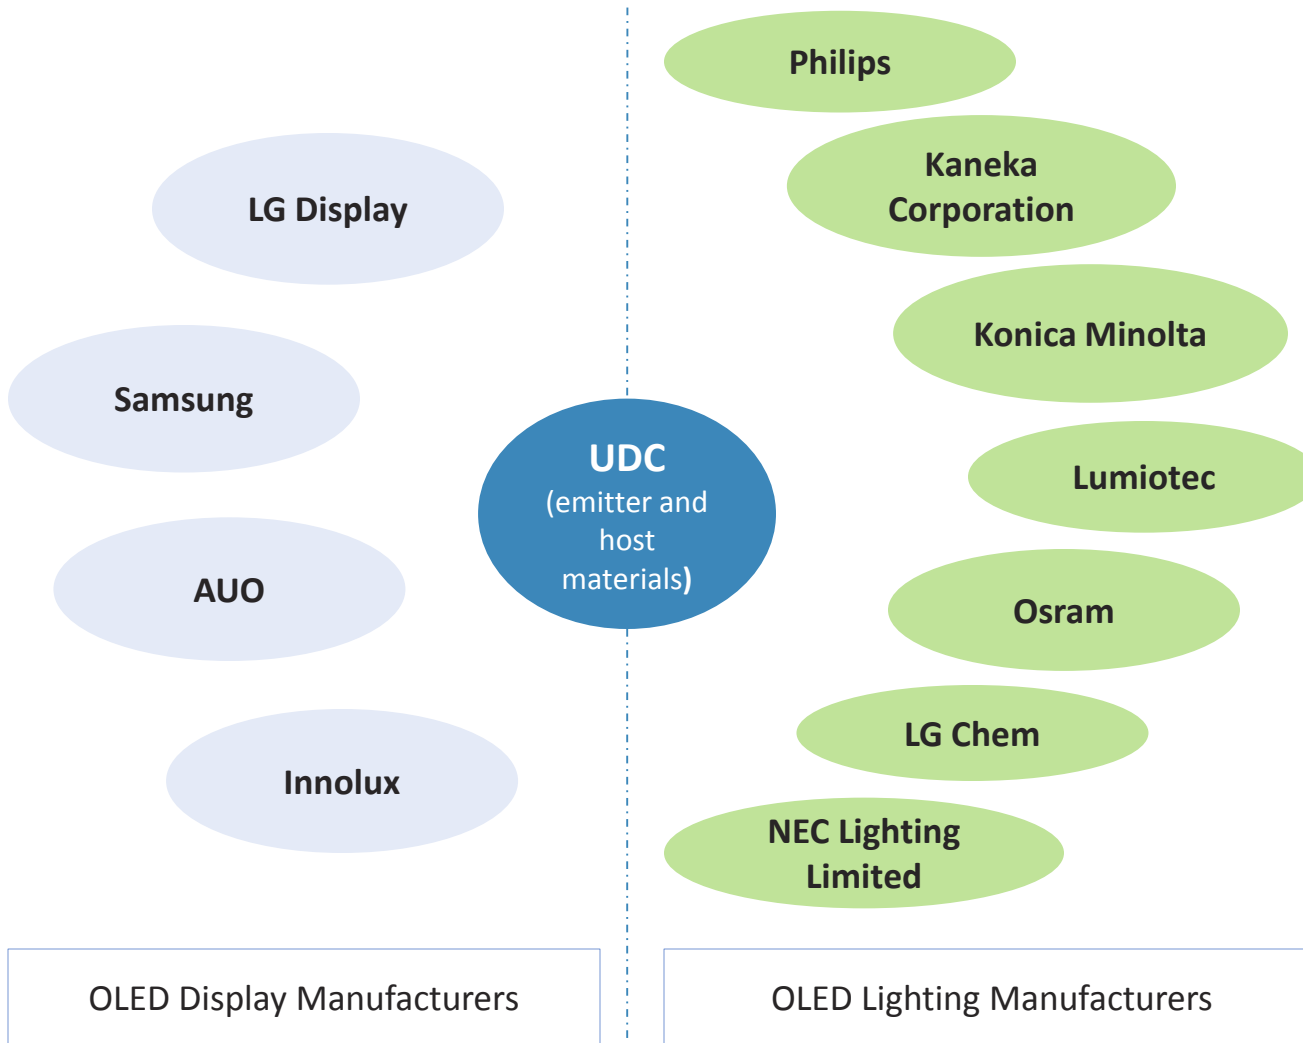 LG Display
Samsung
AUO
Innolux
UDC
(emitter and
host
materials)
Philips
Kaneka
Corporation
Konica Minolta
Lumiotec
Osram
LG Chem
NEC Lighting
Limited
OLED Display Manufacturers
OLED Lighting Manufacturers